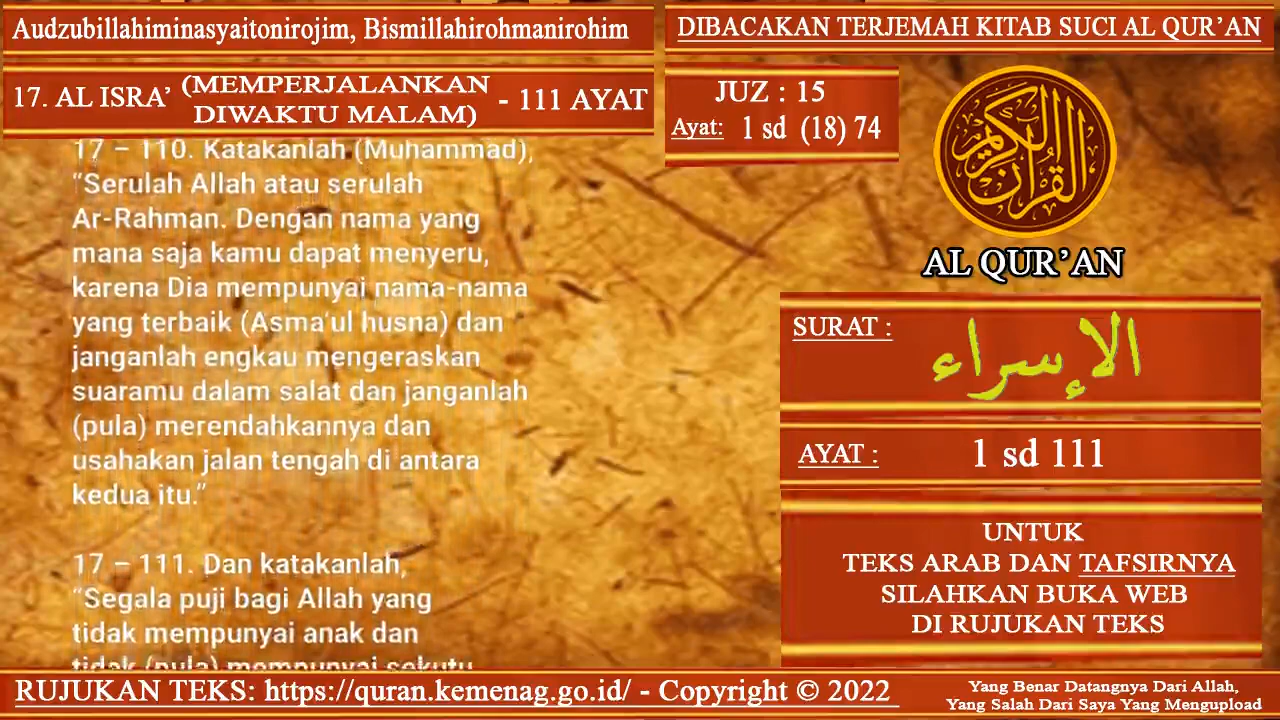 Audzubillahiminasyaitonirojim, Bismillahirohmanirohim
DIBACAKAN TERJEMAH KITAB SUCI AL QUR'AN
17. AL ISRA' (MEMPERJALANKAN
DIWAKTU MALAM) - 111 AYAT
JUZ : 15
Ayat: 1 sd (18) 74
القرآن الكريم
AL QUR'AN
17 – 110. Katakanlah (Muhammad),
“Serulah Allah atau serulah
Ar-Rahman. Dengan nama yang
mana saja kamu dapat menyeru,
karena Dia mempunyai nama-nama
yang terbaik (Asma‘ul husna) dan
janganlah engkau mengeraskan
suaramu dalam salat dan janganlah
(pula) merendahkannya dan
usahakan jalan tengah di antara
kedua itu.”
17 – 111. Dan katakanlah,
“Segala puji bagi Allah yang
tidak mempunyai anak dan
tidak (pula) mempunyai sekutu
SURAT :
الإسراء
AYAT :
1 sd 111
UNTUK
TEKS ARAB DAN TAFSIRNYA
SILAHKAN BUKA WEB
DI RUJUKAN TEKS
RUJUKAN TEKS: https://quran.kemenag.go.id/ - Copyright © 2022
Yang Benar Datangnya Dari Allah,
Yang Salah Dari Saya Yang Mengupload